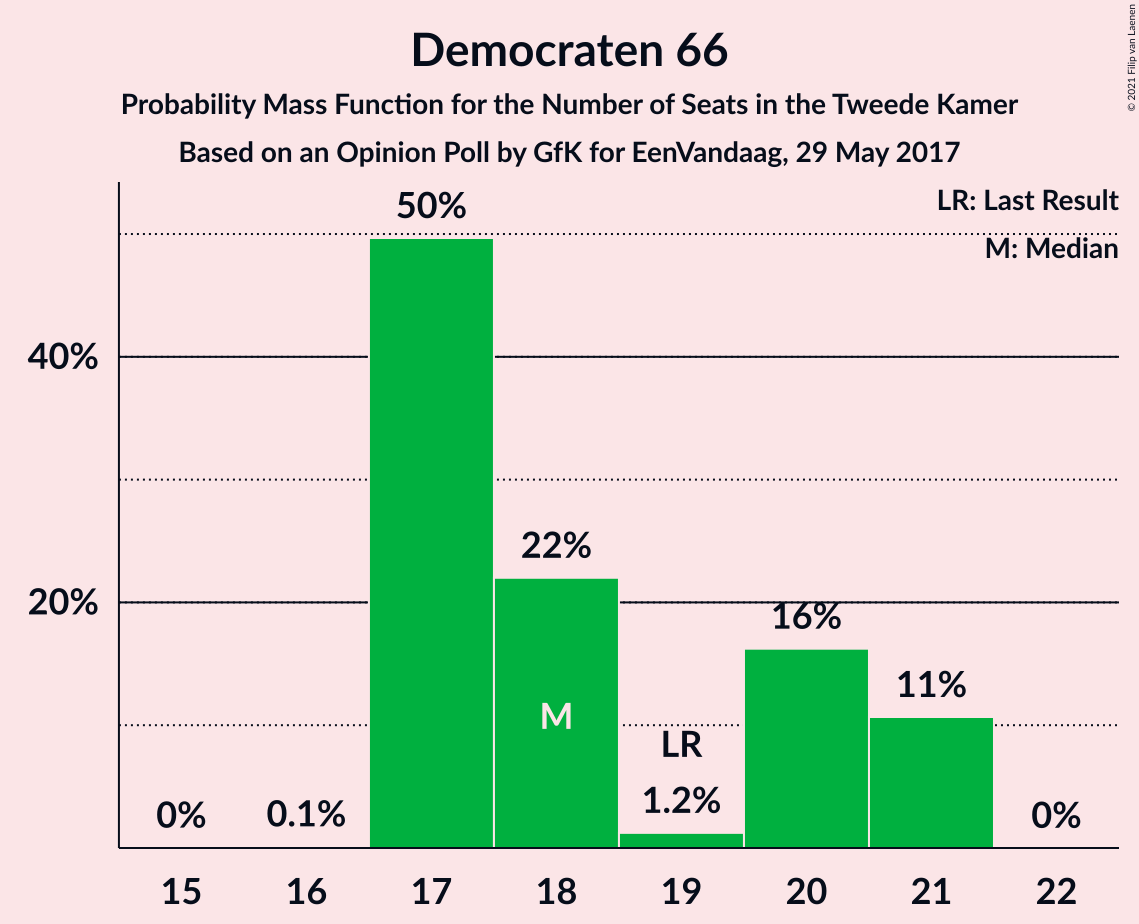 Democraten 66
Probability Mass Function for the Number of Seats in the Tweede Kamer
Based on an Opinion Poll by GfK for EenVandaag, 29 May 2017
© 2021 Filip van Laenen
LR: Last Result
M: Median
50%
40%
22%
20%
16%
11%
M
LR
1.2%
0%
0.1%
0%
15 16 17 18 19 20 21 22